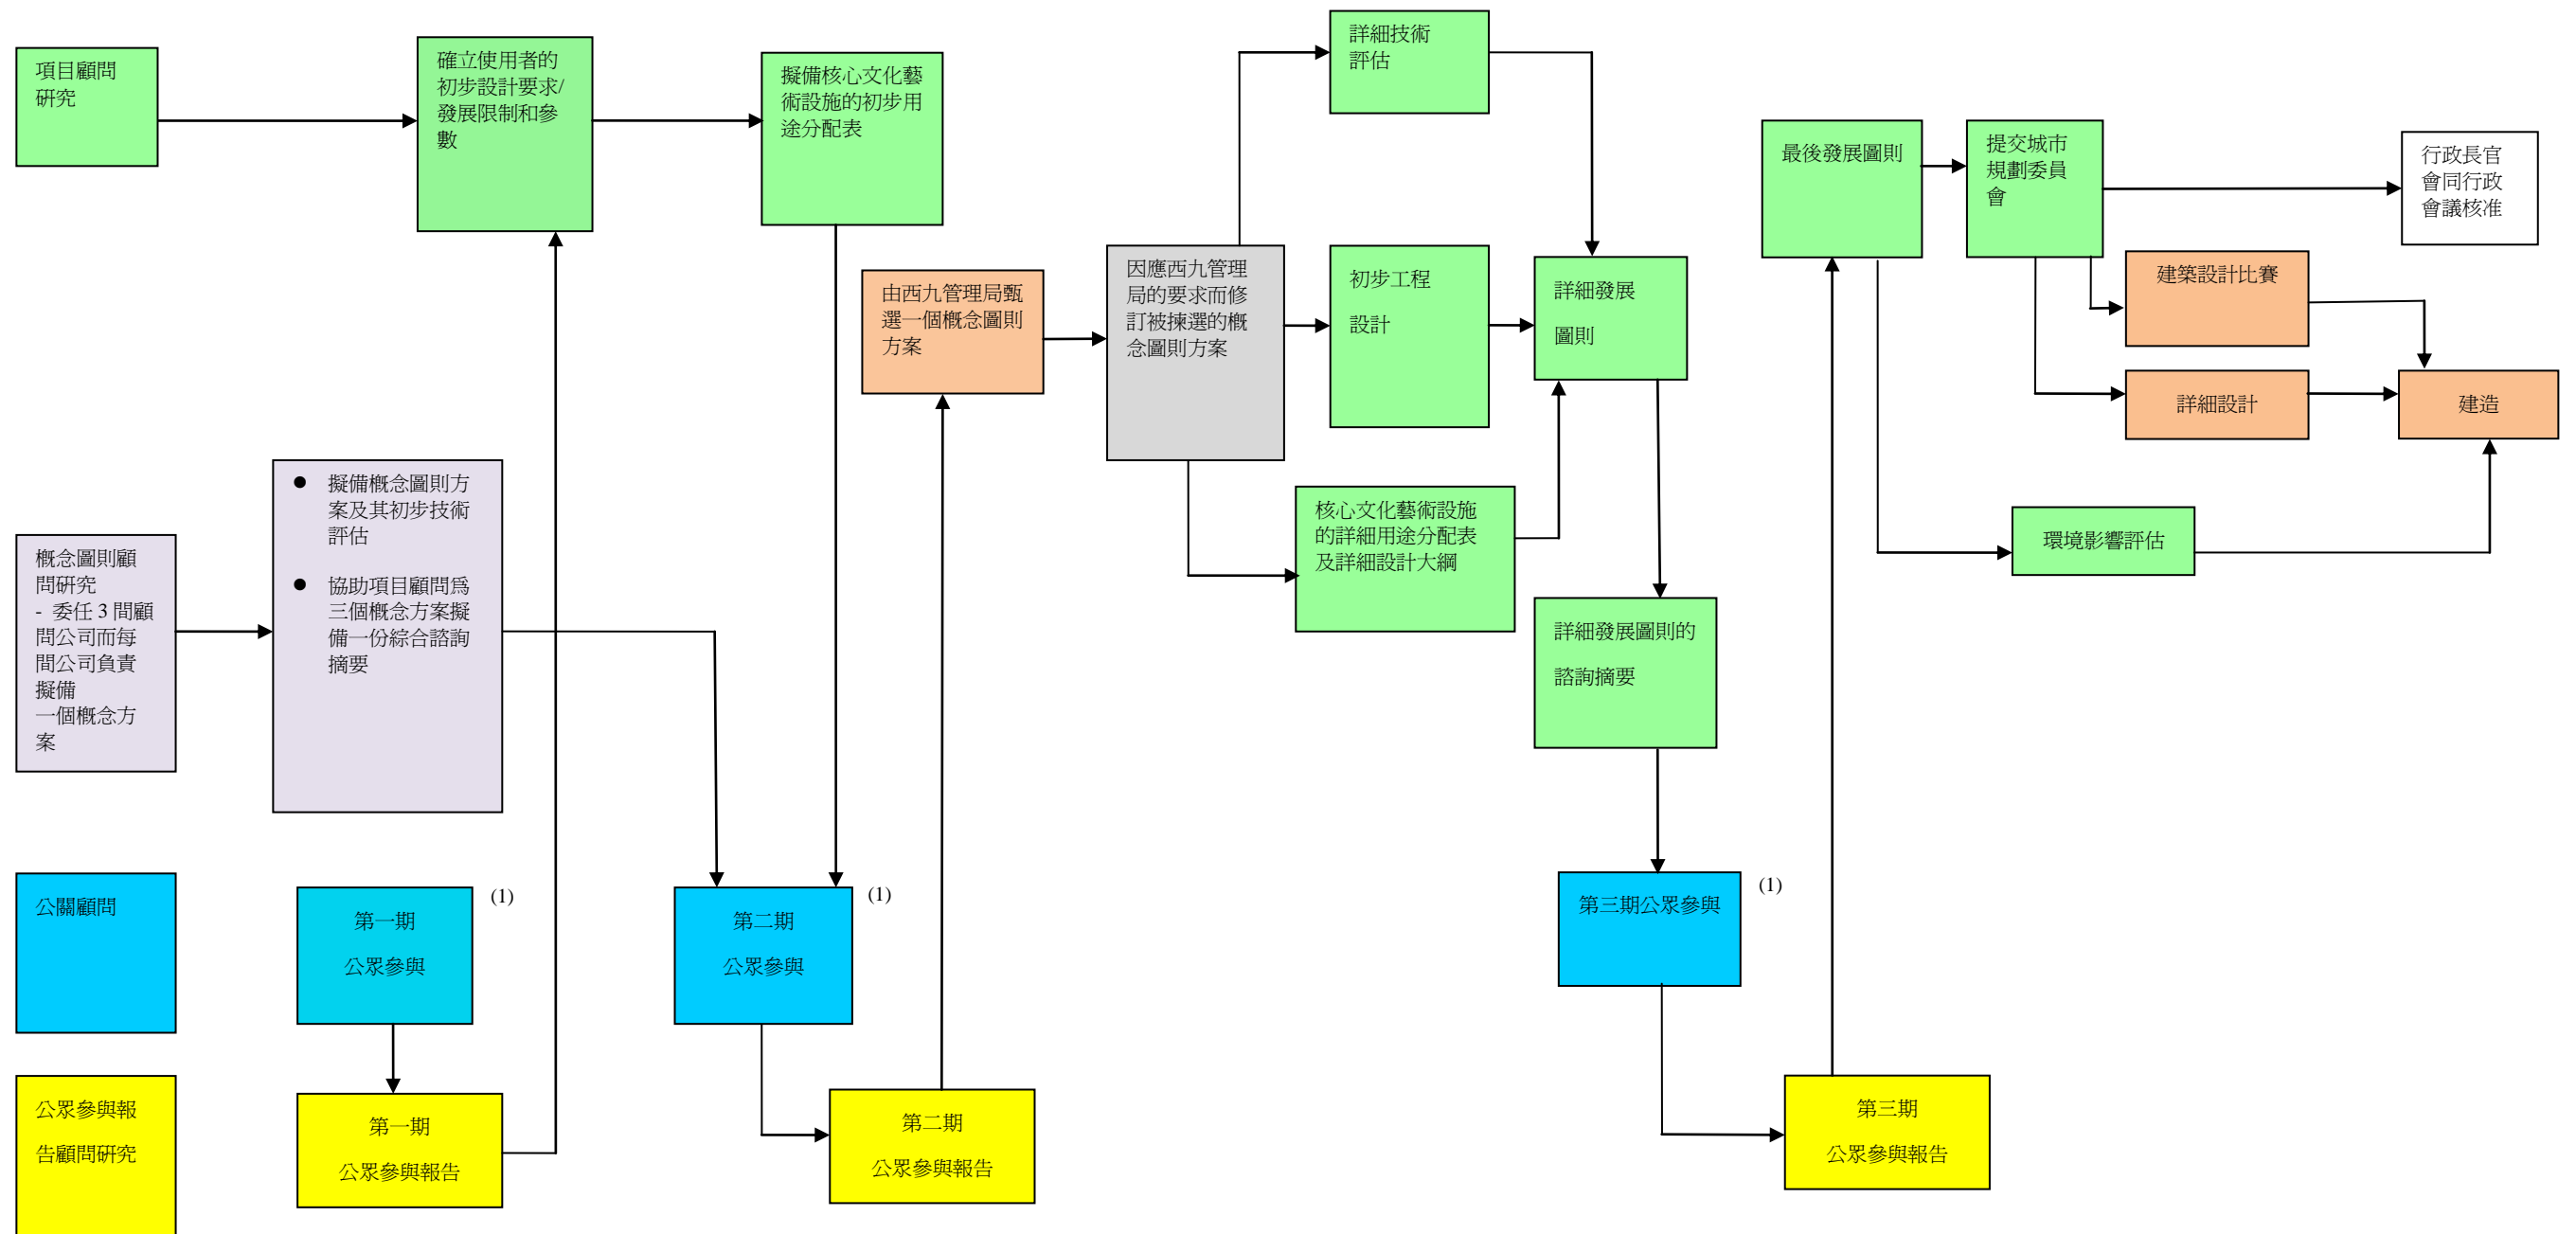 項目顧問
研究
確立使用者的
初步設計要求/
發展限制和參
數
擬備核心文化藝
術設施的初步用
途分配表
詳細技術
評估
最後發展圖則
提交城市
規劃委員
會
行政長官
會同行政
會議核准
由西九管理局甄
選一個概念圖則
方案
因應西九管理
局的要求而修
訂被揀選的概
念圖則方案
初步工程
設計
詳細發展
圖則
建築設計比賽
詳細設計
建造
概念圖則顧
問研究
- 委任 3 間顧
問公司而每
間公司負責
擬備
一個概念方
案
● 擬備概念圖則方
案及其初步技術
評估
● 協助項目顧問為
三個概念方案擬
備一份綜合諮詢
摘要
核心文化藝術設施
的詳細用途分配表
及詳細設計大綱
環境影響評估
詳細發展圖則的
諮詢摘要
公關顧問
第一期
公眾參與
(1)
第二期
公眾參與
(1)
第三期公眾參與
(1)
公眾參與報
告顧問研究
第一期
公眾參與報告
第二期
公眾參與報告
第三期
公眾參與報告